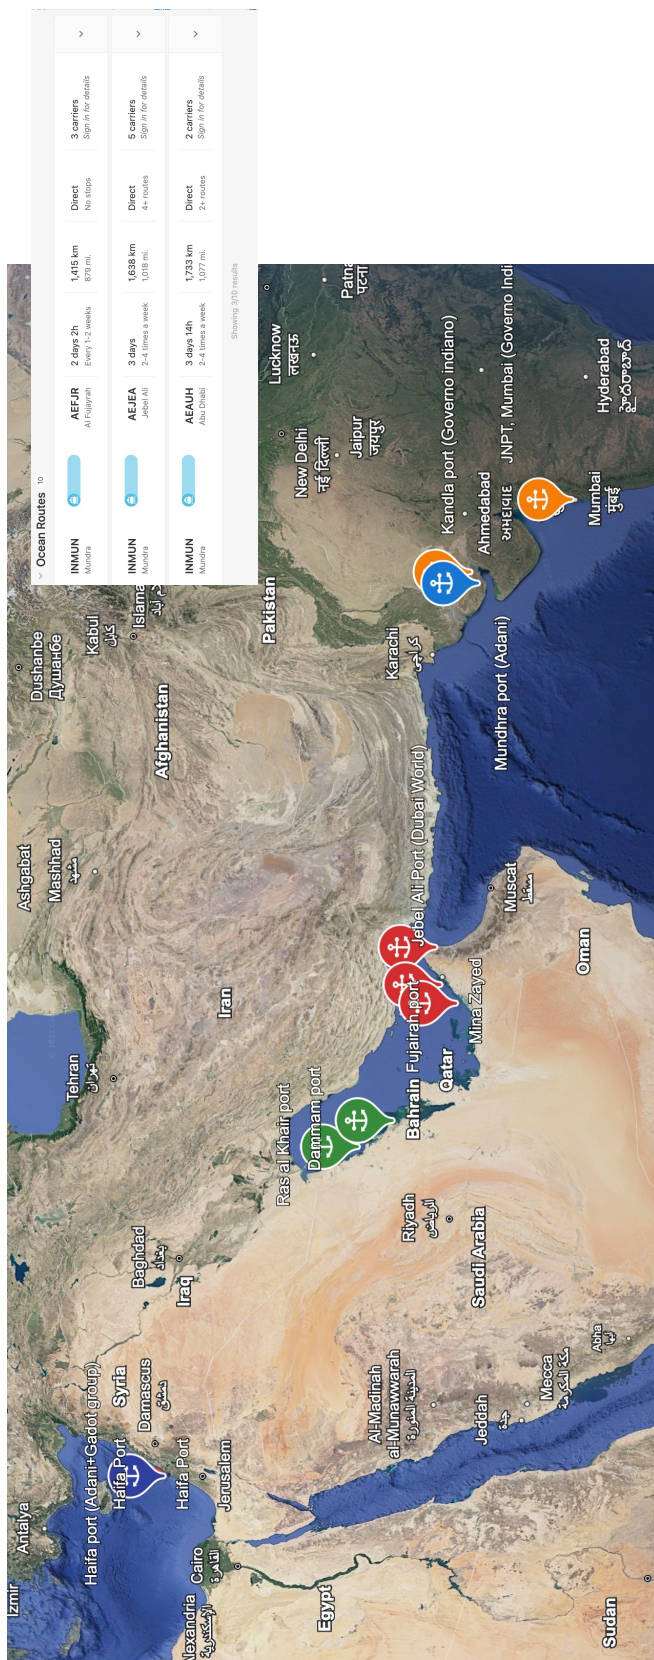 Ocean Routes 10
INMUN
Mundra
AEFJR
Al Fujayrah
2 days 2h
Every 1-2 weeks
1,415 km
879 mi.
Direct
No stops
3 carriers
Sign in for details
INMUN
Mundra
AEJEA
Jebel Ali
3 days
2-4 times a week
1,638 km
1,018 mi.
Direct
4+ routes
5 carriers
Sign in for details
INMUN
Mundra
AEAUH
Abu Dhabi
3 days 14h
2-4 times a week
1,733 km
1,077 mi.
Direct
2+ routes
2 carriers
Sign in for details
Showing 3/10 results
Izmir
Antalya
Tehran
تهران
Ashgabat
Mashhad
مشهد
Dushanbe
Душанбе
Kabul
کابل
Islama
Haifa port (Adani+Gadot group)
Haifa Port
Syria
Damascus
دمشق
Haifa Port
Jerusalem
Baghdad
بغداد
Iraq
Iran
Afghanistan
Pakistan
Alexandria
الإسكندرية
Cairo
القاهرة
Lucknow
लखनऊ
New Delhi
नई दिल्ली
Jaipur
जयपुर
Patna
पटना
Ras al Khair port
Dammam port
Egypt
Al-Madinah
al-Munawwarah
المدينة المنورة
Riyadh
الرياض
Bahrain
Fujairah port
Jebel Ali Port (Dubai World)
Karachi
کراچی
Kandla port (Governo indiano)
Qatar
Mina Zayed
Saudi Arabia
Jeddah
جدة
Ahmedabad
અમદાવાદ
Mundhra port (Adani)
JNPT, Mumbai (Governo Indi
Muscat
مسقط
Mecca
مكة المكرمة
Oman
Abha
أبها
Mumbai
मुंबई
Hyderabad
హైదరాబాద్
Sudan